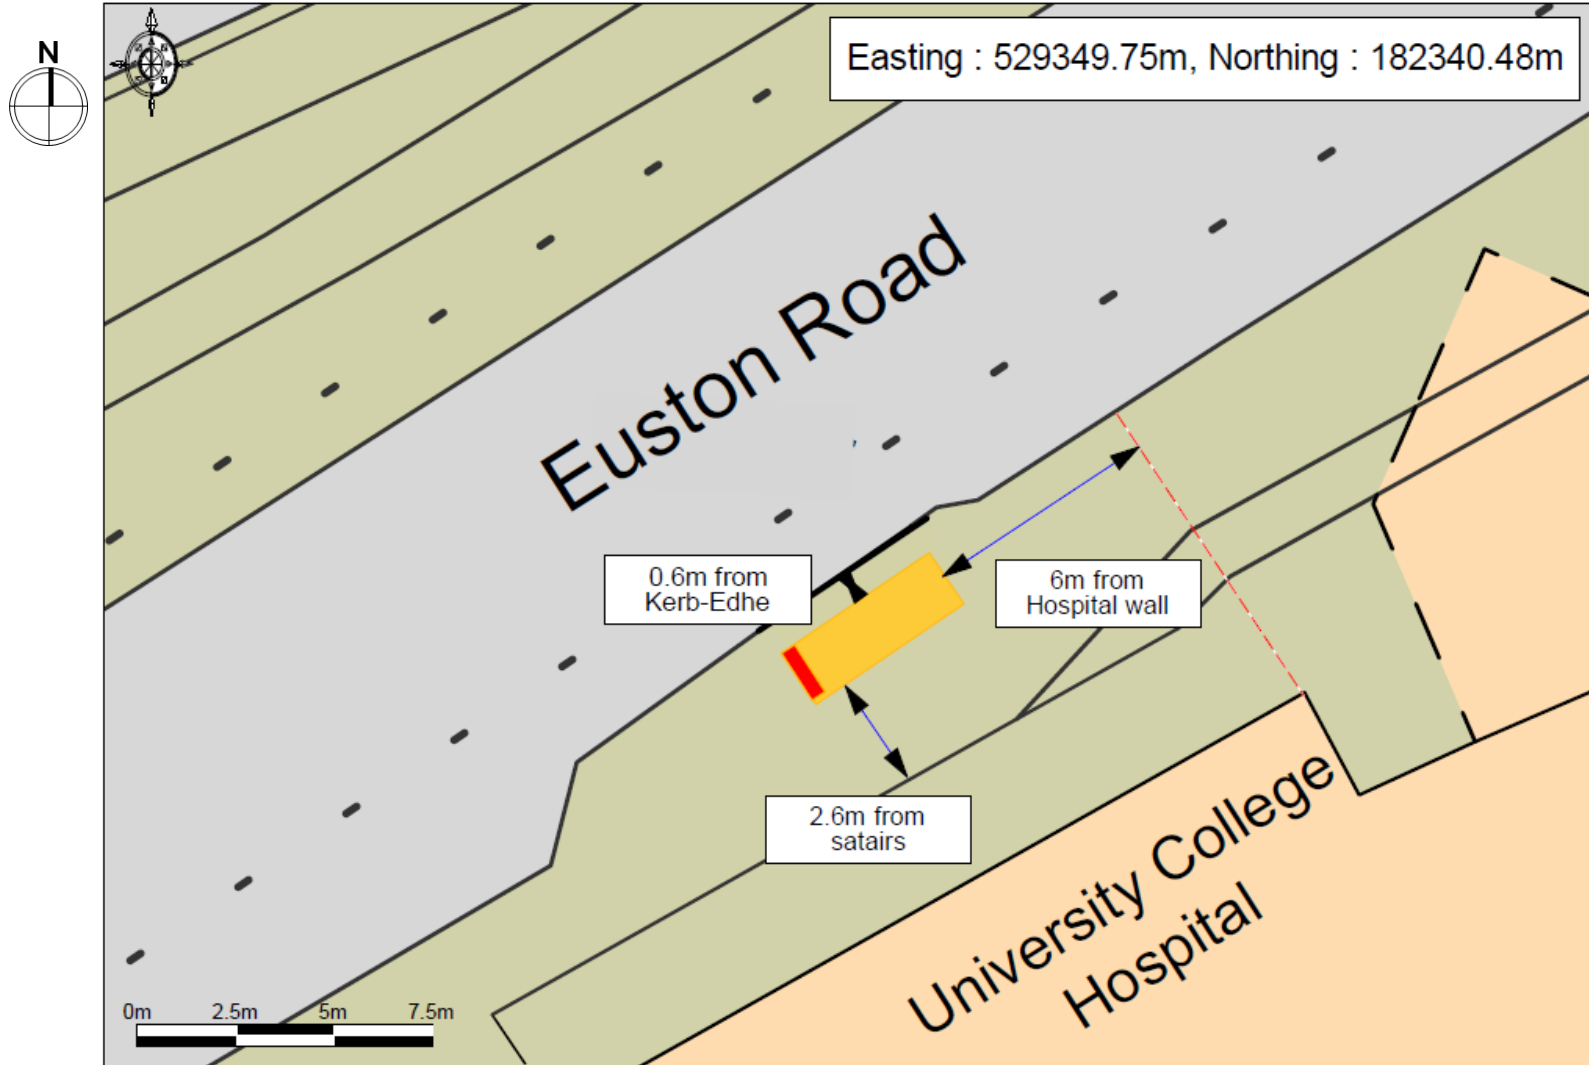 N
Easting : 529349.75m, Northing : 182340.48m
Euston Road
0.6m from
Kerb-Edhe
6m from
Hospital wall
2.6m from
satairs
University College
Hospital
0m 2.5m 5m 7.5m